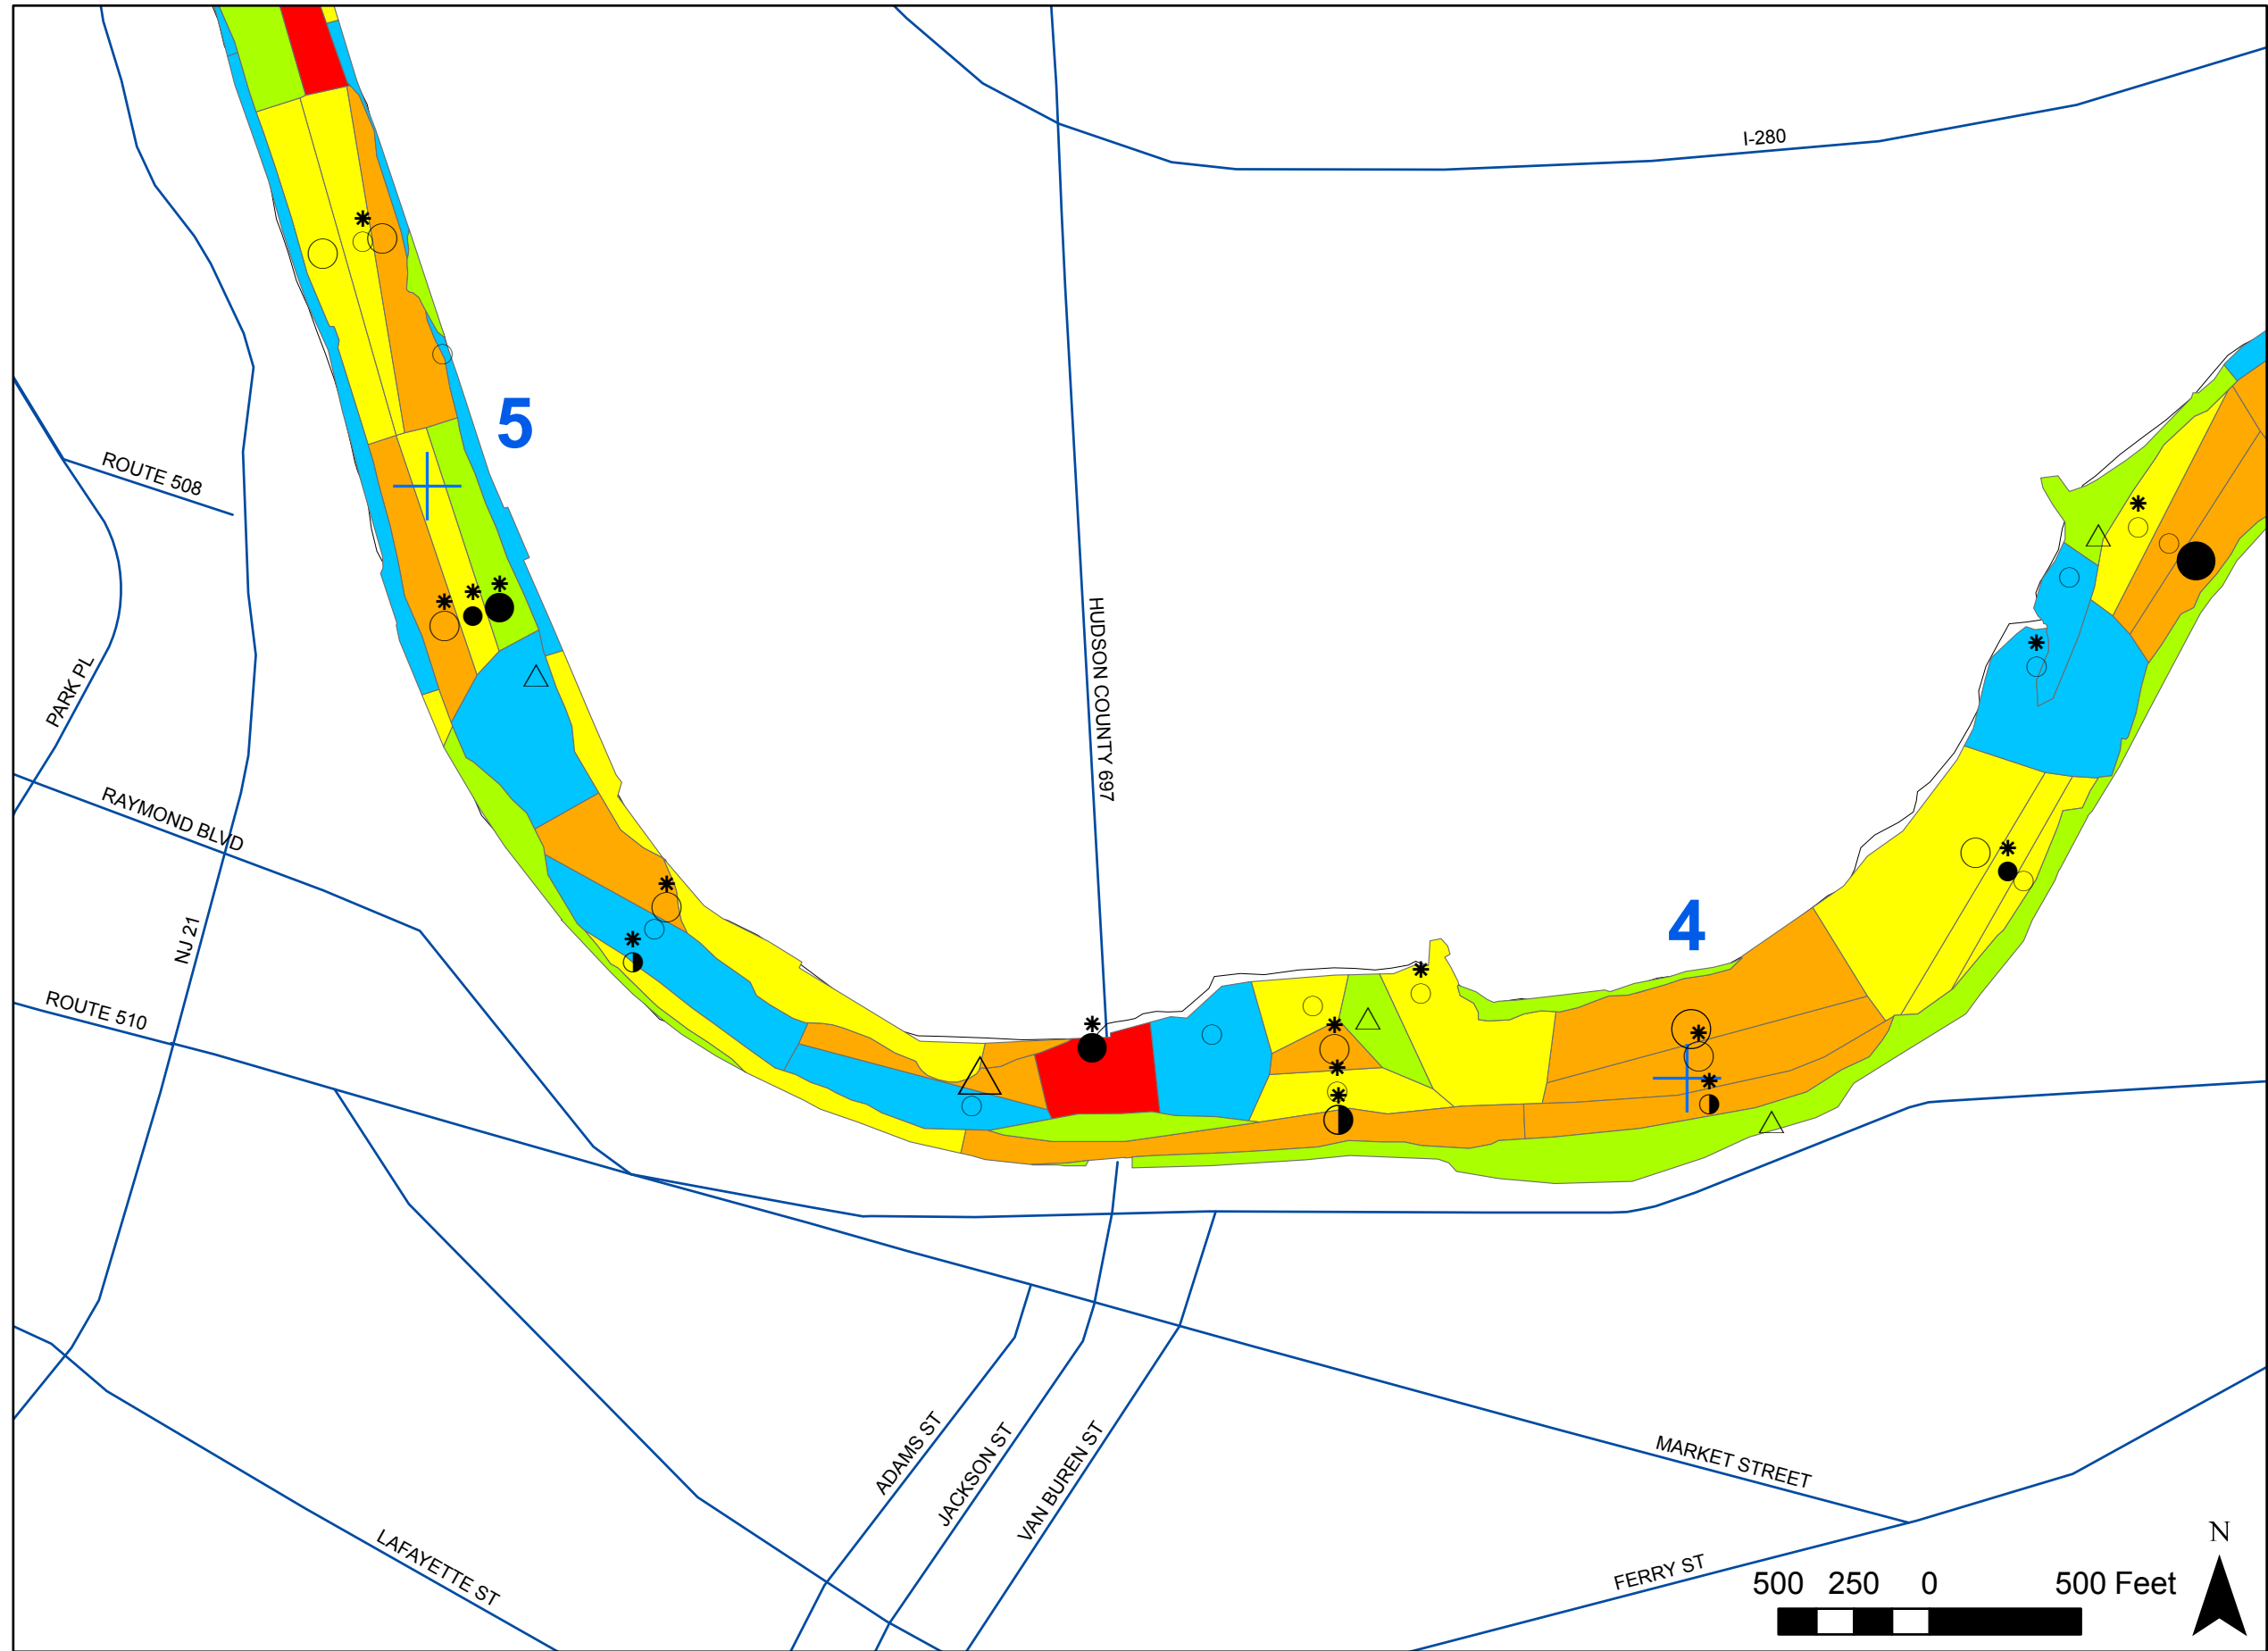 I-280
5
ROUTE 508
HUDSON COUNTY 697
PARK PL
RAYMOND BLVD
4
NJ 21
ROUTE 510
ADAMS ST
JACKSON ST
VAN BUREN ST
MARKET STREET
LAFAYETTE ST
FERRY ST
N
500 250 0 500 Feet